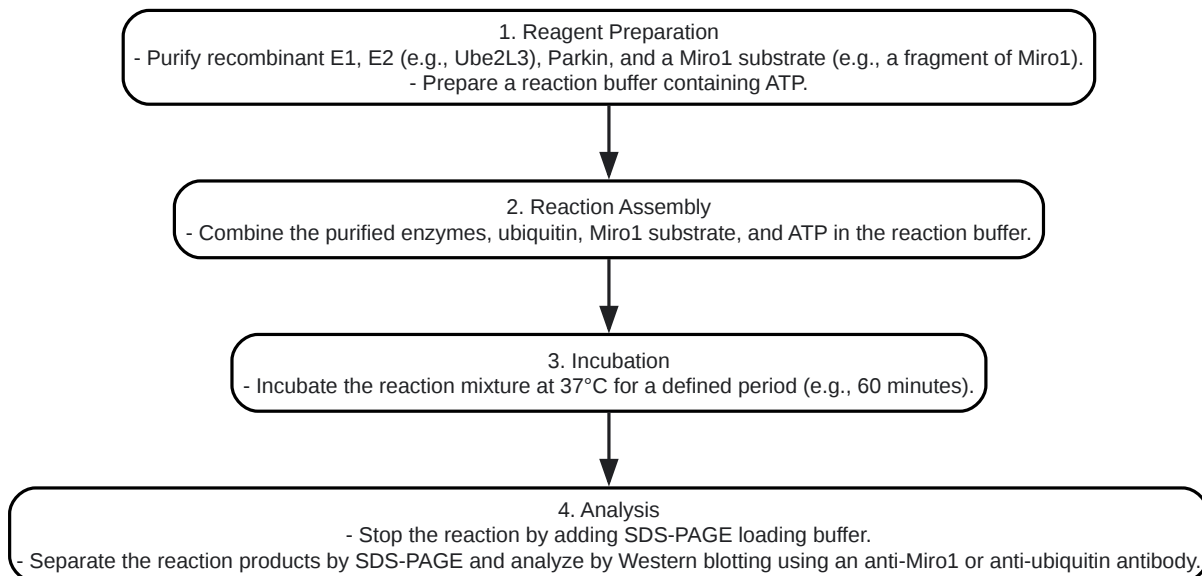 1. Reagent Preparation
- Purify recombinant E1, E2 (e.g., Ube2L3), Parkin, and a Miro1 substrate (e.g., a fragment of Miro1).
- Prepare a reaction buffer containing ATP.
2. Reaction Assembly
- Combine the purified enzymes, ubiquitin, Miro1 substrate, and ATP in the reaction buffer.
3. Incubation
- Incubate the reaction mixture at 37°C for a defined period (e.g., 60 minutes).
4. Analysis
- Stop the reaction by adding SDS-PAGE loading buffer.
- Separate the reaction products by SDS-PAGE and analyze by Western blotting using an anti-Miro1 or anti-ubiquitin antibody.